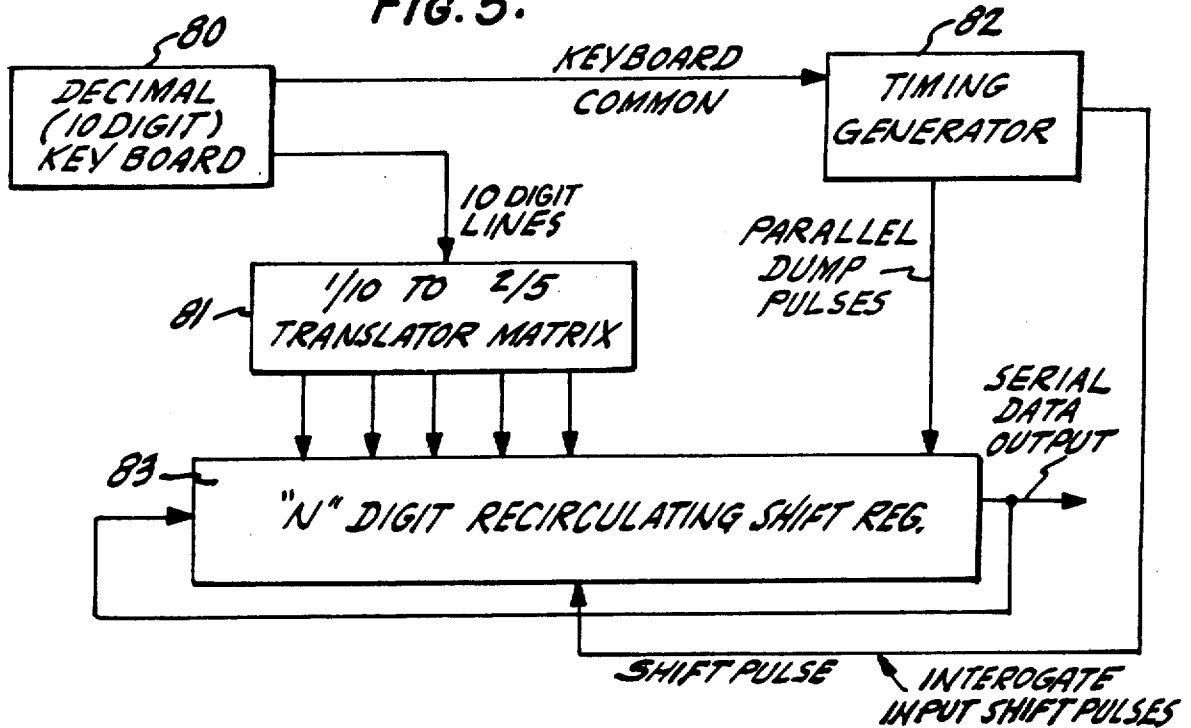 FIG. 5.
80
DECIMAL
(10 DIGIT)
KEY BOARD
KEYBOARD
COMMON
82
TIMING
GENERATOR
10 DIGIT
LINES
PARALLEL
DUMP
PULSES
81
1/10 TO 2/5
TRANSLATOR MATRIX
SERIAL
DATA
OUTPUT
83
"N" DIGIT RECIRCULATING SHIFT REG.
SHIFT PULSE
INTEROGATE
INPUT SHIFT PULSES